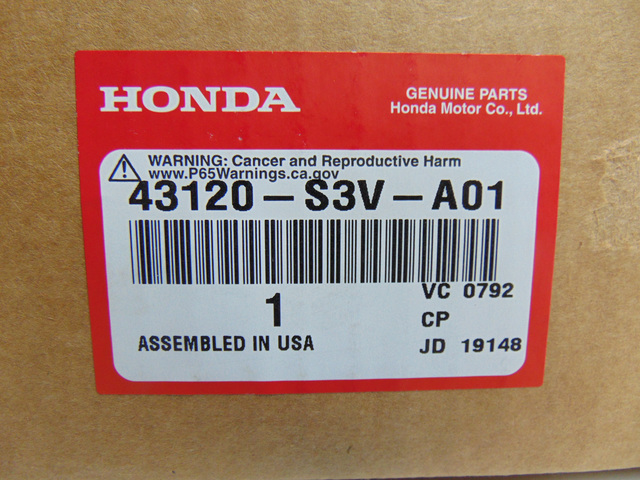 HONDA
GENUINE PARTS
Honda Motor Co., Ltd.
WARNING: Cancer and Reproductive Harm
www.P65Warnings.ca.gov
43120-S3V-A01
1
VC 0792
CP
ASSEMBLED IN USA
JD 19148